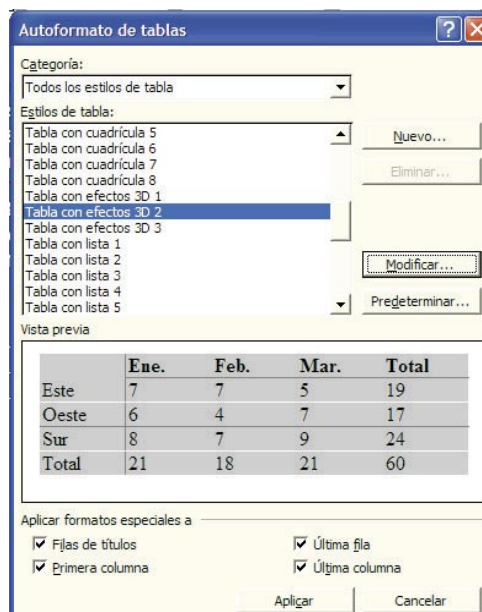 Autoformato de tablas
Categoría:
Todos los estilos de tabla
Estilos de tabla:
Tabla con cuadrícula 5
Tabla con cuadrícula 6
Tabla con cuadrícula 7
Tabla con cuadrícula 8
Tabla con efectos 3D 1
Tabla con efectos 3D 2
Tabla con efectos 3D 3
Tabla con lista 1
Tabla con lista 2
Tabla con lista 3
Tabla con lista 4
Tabla con lista 5
Nuevo...
Eliminar...
Modificar...
Predeterminar...
Vista previa
Ene. Feb. Mar. Total
Este 7 7 5 19
Oeste 6 4 7 17
Sur 8 7 9 24
Total 21 18 21 60
Aplicar formatos especiales a
Filas de títulos Última fila
Primera columna Última columna
Aplicar Cancelar